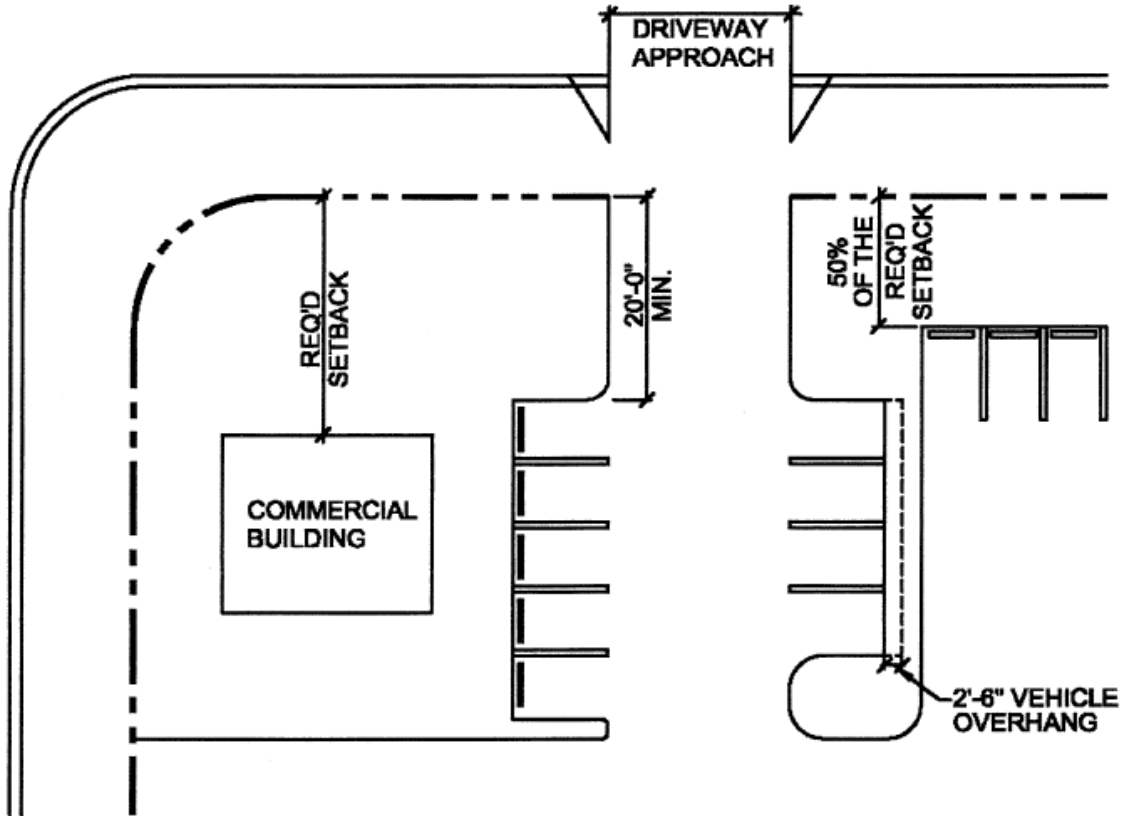 DRIVEWAY
APPROACH
REQ'D
SETBACK
20'-0"
MIN.
50%
OF THE
REQ'D
SETBACK
COMMERCIAL
BUILDING
2'-6" VEHICLE
OVERHANG